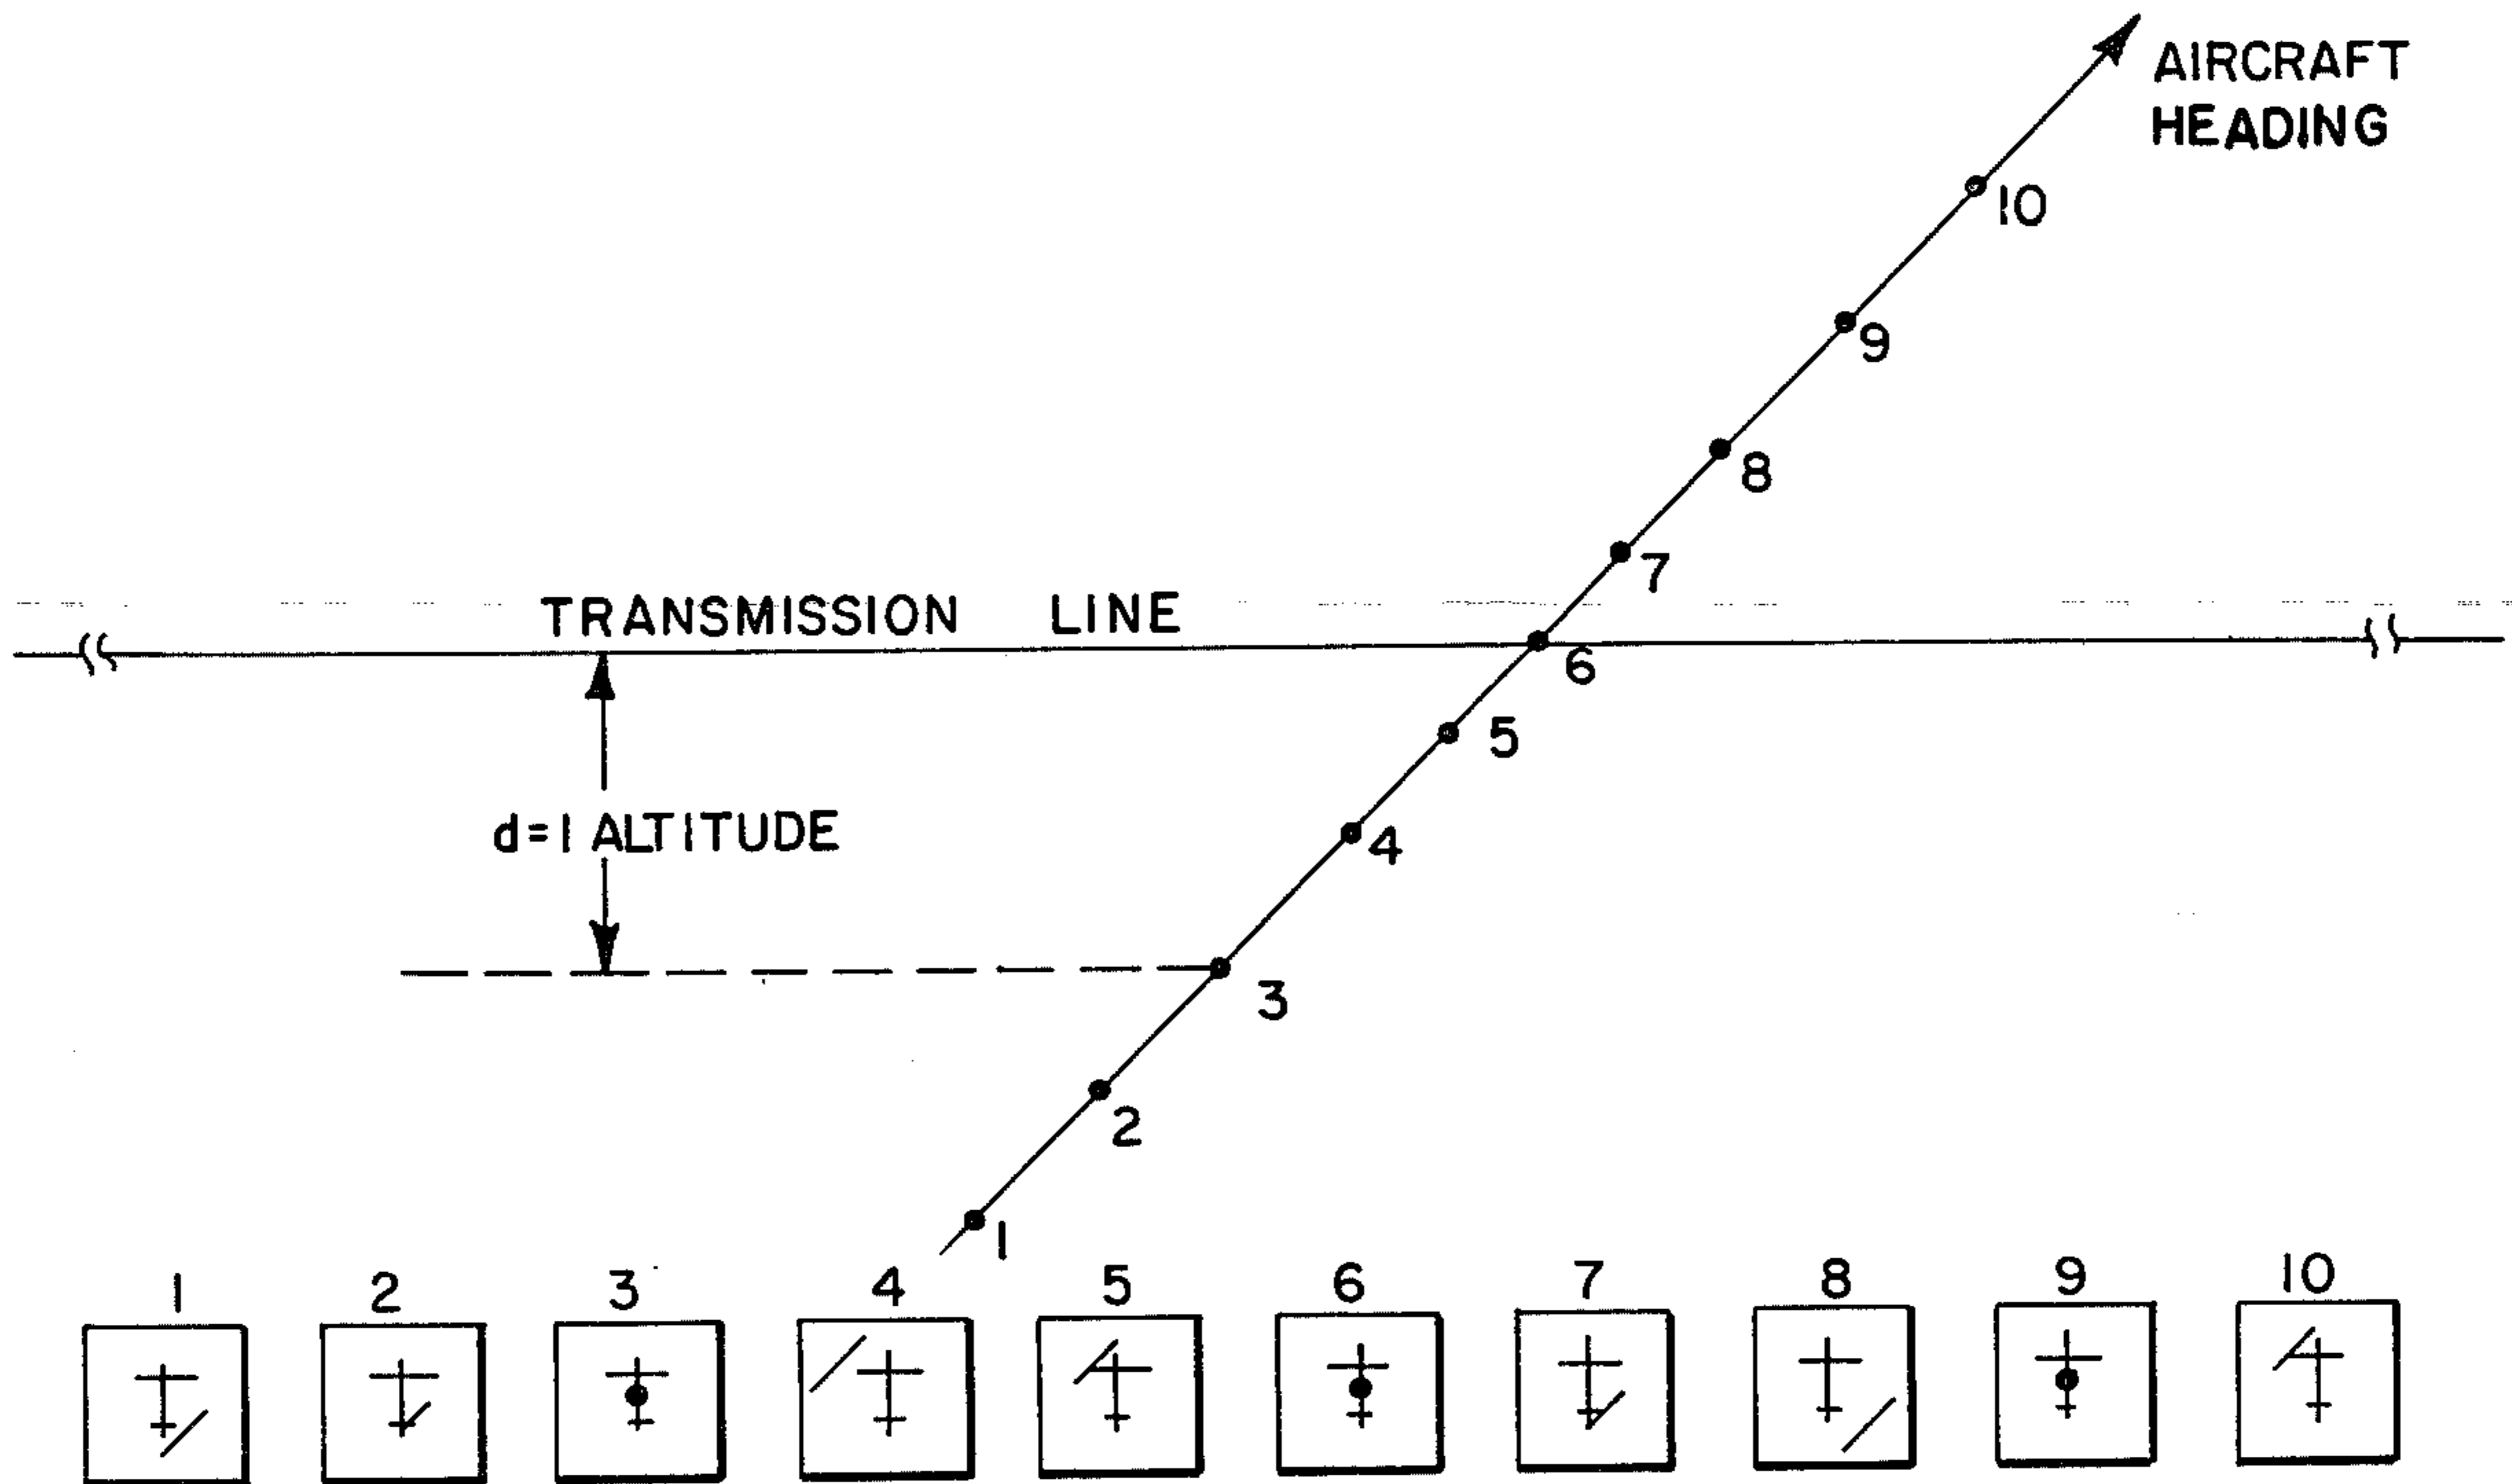 AIRCRAFT
HEADING
10
9
8
7
TRANSMISSION LINE
6
5
d=1 ALTITUDE
4
3
2
1
1 2 3 4 5 6 7 8 9 10